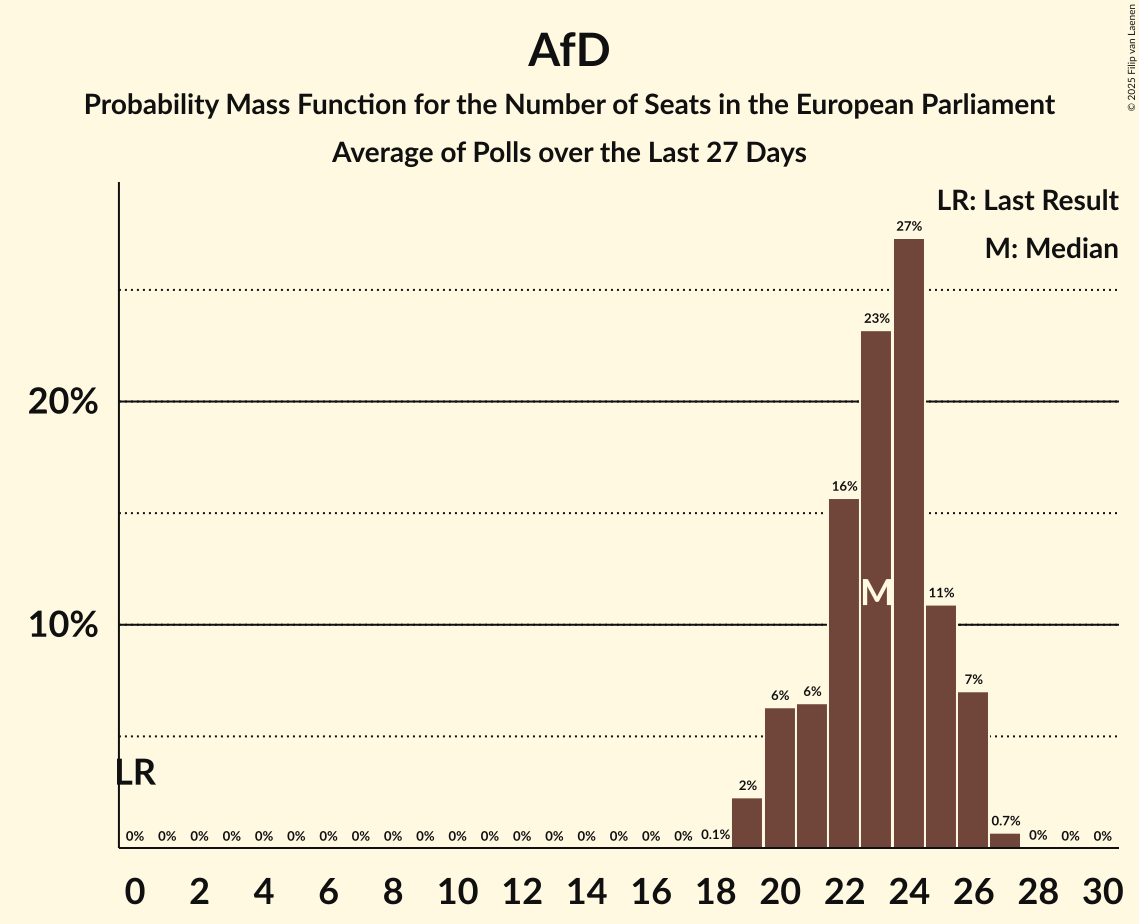 AfD
Probability Mass Function for the Number of Seats in the European Parliament
Average of Polls over the Last 27 Days
© 2025 Filip van Laenen
LR: Last Result
M: Median
20%
10%
LR
M
0% 0% 0% 0% 0% 0% 0% 0% 0% 0% 0% 0% 0% 0% 0% 0% 0% 0% 0.1% 2% 6% 6% 16% 23% 27% 11% 7% 0.7% 0% 0% 0%
0 2 4 6 8 10 12 14 16 18 20 22 24 26 28 30